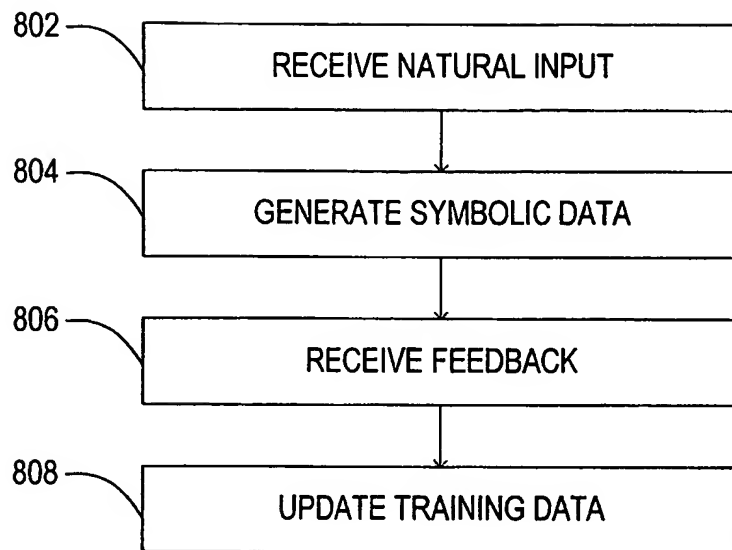 802
RECEIVE NATURAL INPUT
804
GENERATE SYMBOLIC DATA
806
RECEIVE FEEDBACK
808
UPDATE TRAINING DATA